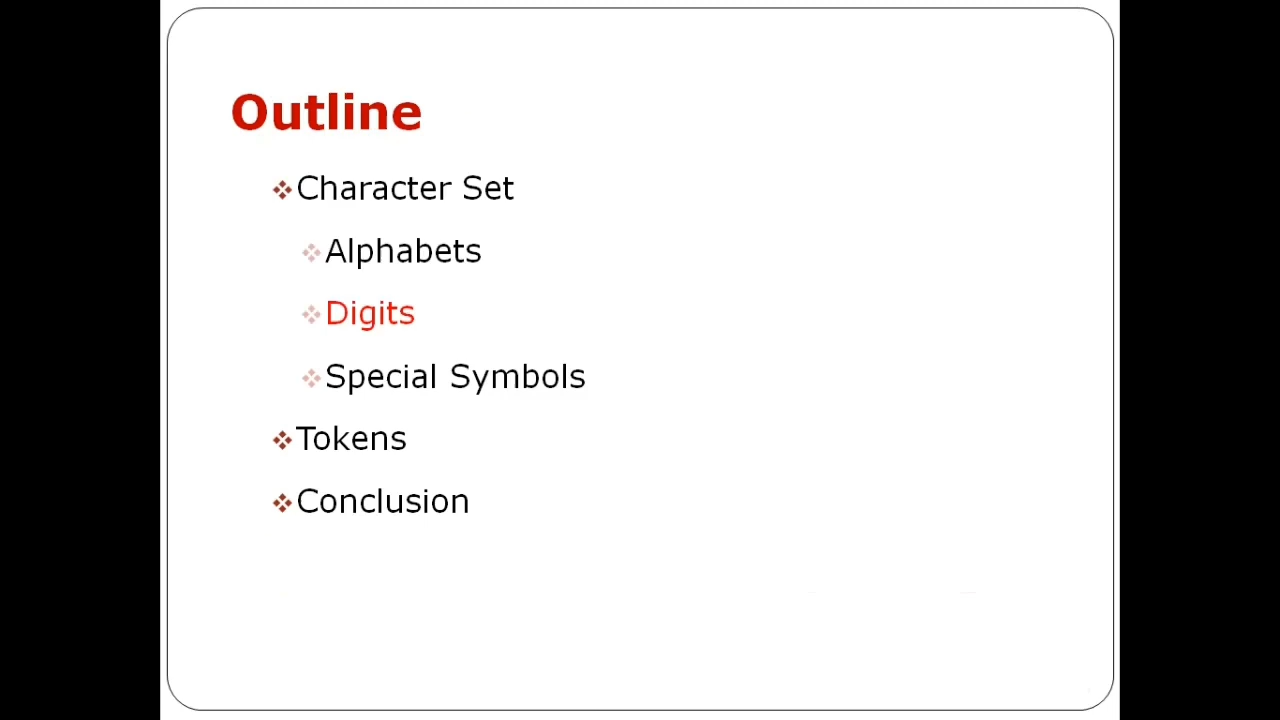 Outline
Character Set
Alphabets
Digits
Special Symbols
Tokens
Conclusion